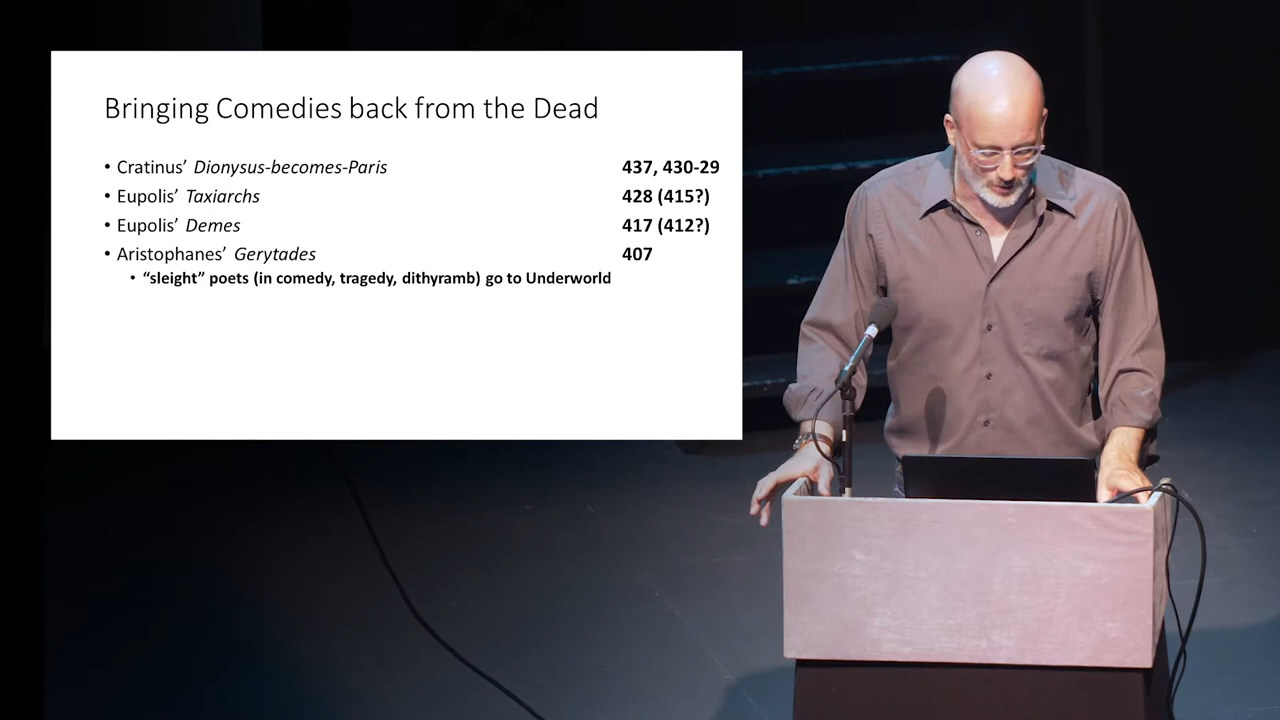 Bringing Comedies back from the Dead
• Cratinus’ Dionysus-becomes-Paris 437, 430-29
• Eupolis’ Taxiarchs 428 (415?)
• Eupolis’ Demes 417 (412?)
• Aristophanes’ Gerytades 407
• “sleight” poets (in comedy, tragedy, dithyramb) go to Underworld